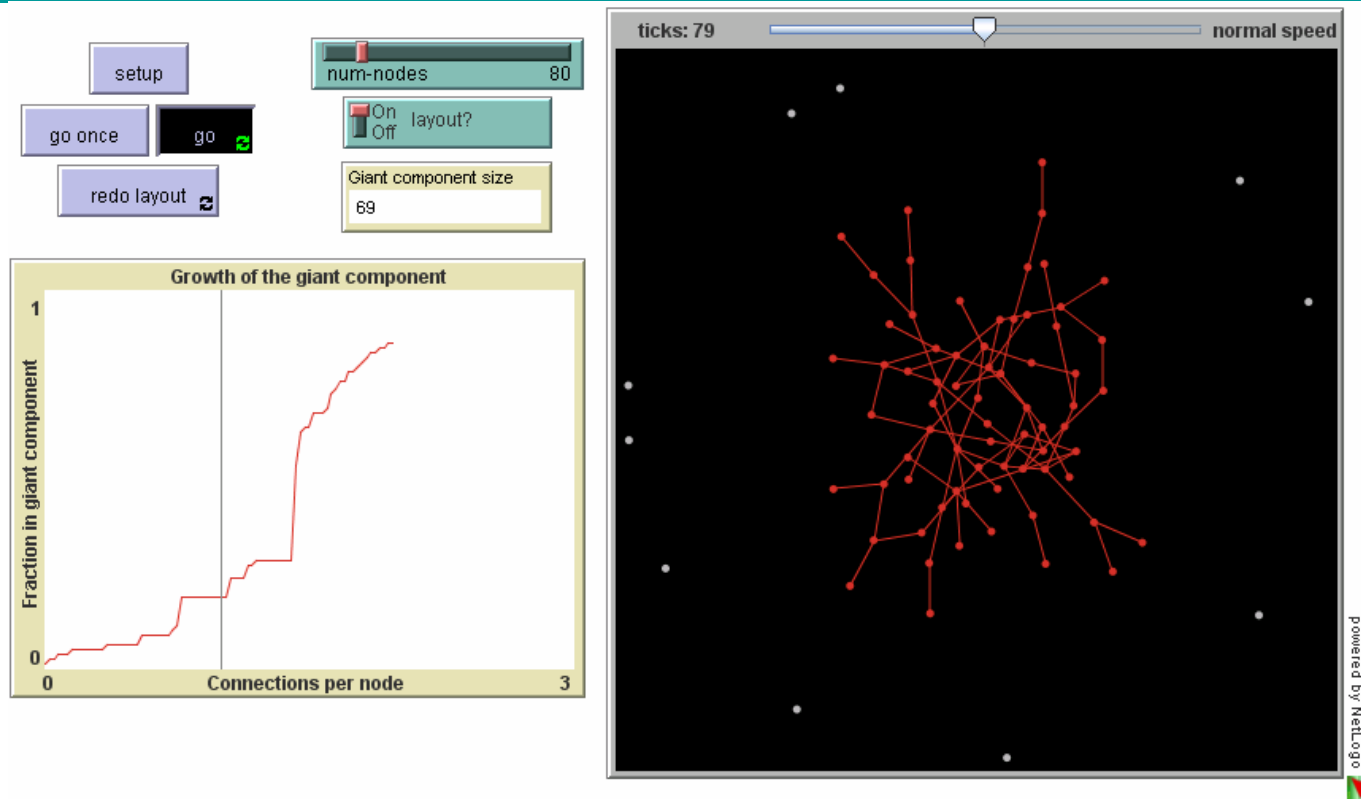 setup
go once
go
redo layout
num-nodes 80
On
Off
layout?
Giant component size
69
Growth of the giant component
1
Fraction in giant component
0
0
Connections per node
3
ticks: 79
normal speed
powered by NetLogo